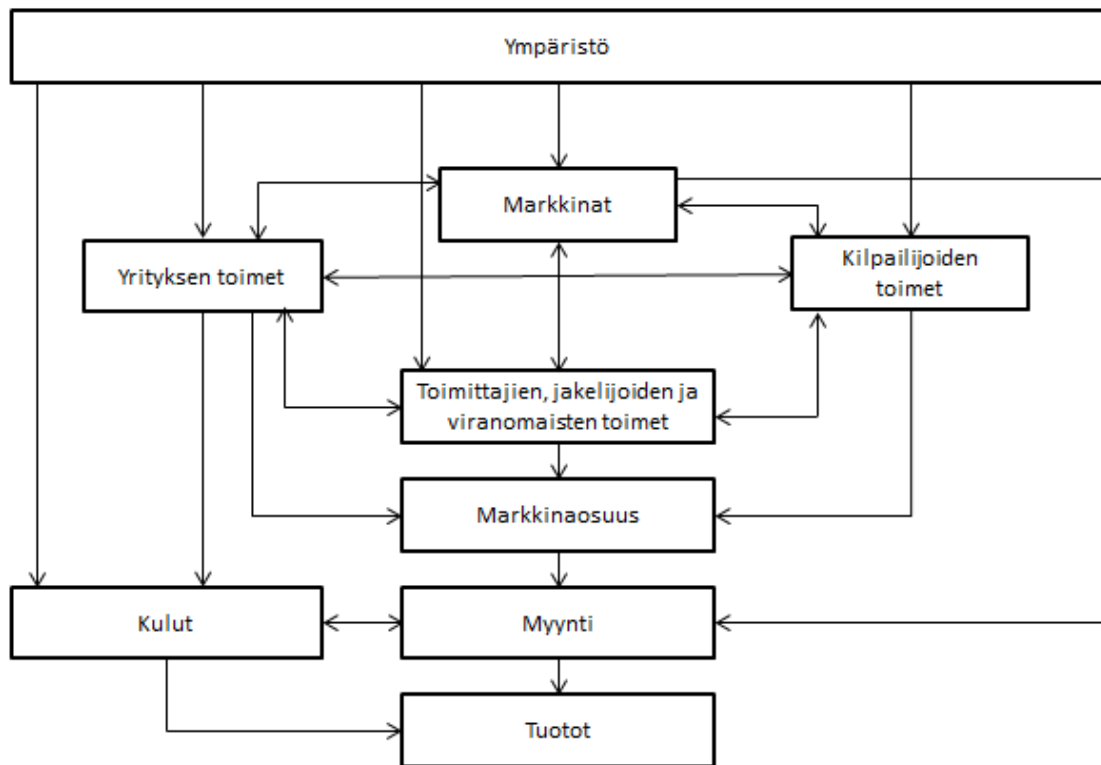 Ympäristö
Markkinat
Yrityksen toimet
Kilpailijoiden
toimet
Toimittajien, jakelijoiden ja
viranomaisten toimet
Markkinaosuus
Kulut
Myynti
Tuotot